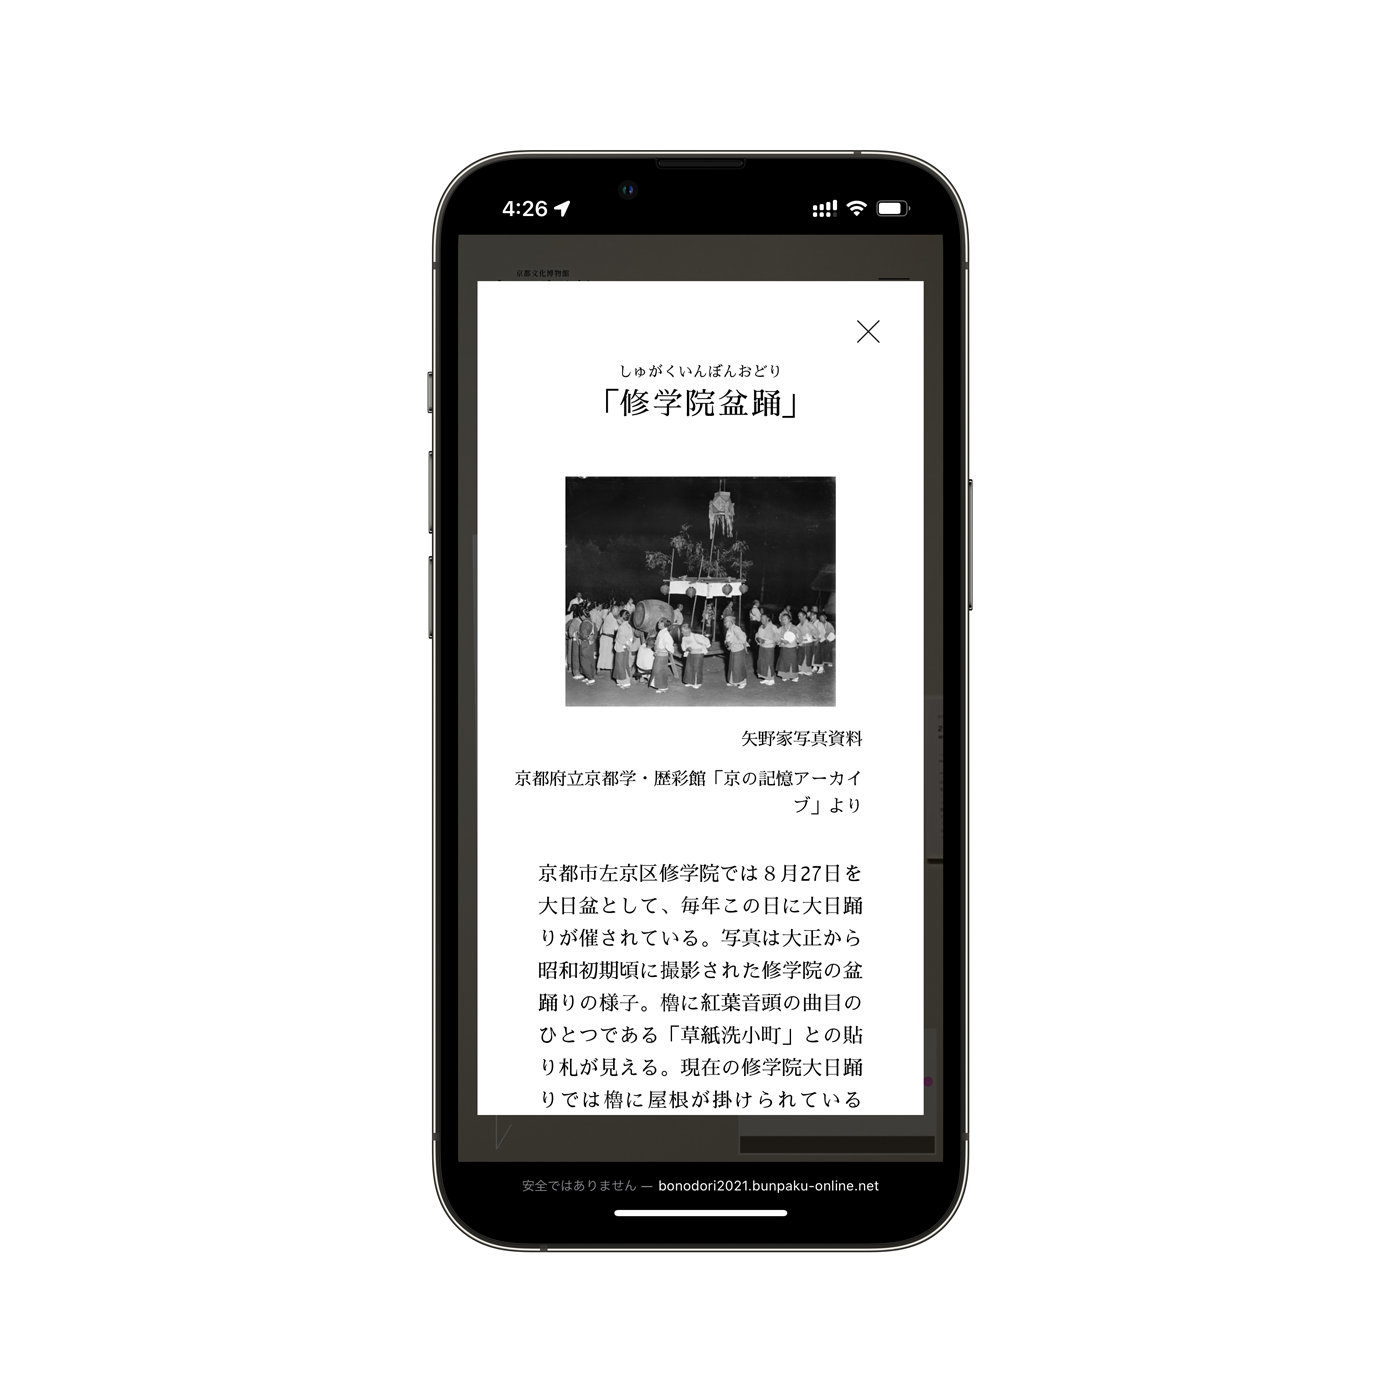 4:26
京都文化博物館
しゅがくいんぼんおどり
「修学院盆踊」
矢野家写真資料
京都府立京都学・歴彩館「京の記憶アーカイ
ブ」より
京都市左京区修学院では８月27日を
大日盆として、毎年この日に大日踊
りが催されている。写真は大正から
昭和初期頃に撮影された修学院の盆
踊りの様子。櫓に紅葉音頭の曲目の
ひとつである「草紙洗小町」との貼
り札が見える。現在の修学院大日踊
りでは櫓に屋根が掛けられている
安全ではありません — bonodori2021.bunpaku-online.net